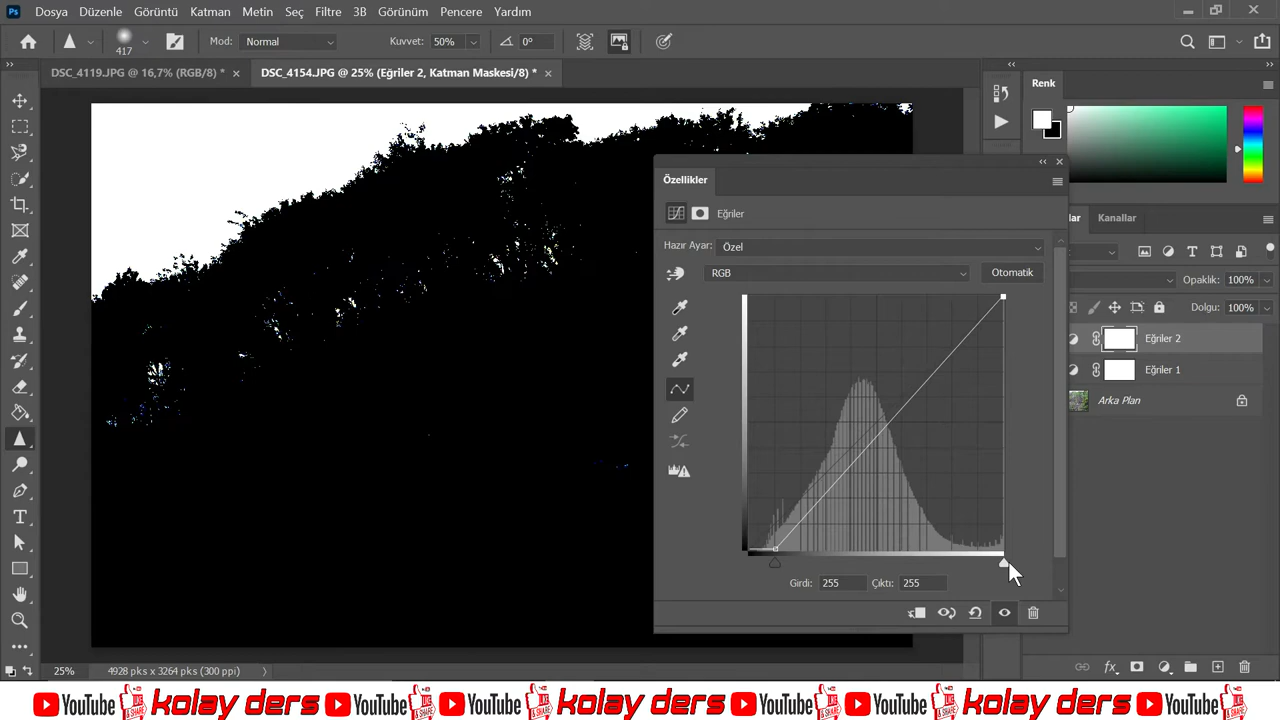 Ps Dosya Düzenle Görüntü Katman Metin Seç Filtre 3B Görünüm Pencere Yardım
417 Mod: Normal Kuvvet: 50% 0°
DSC_4119.JPG @ 16,7% (RGB/8) * × DSC_4154.JPG @ 25% (Eğriler 2, Katman Maskesi/8) * ×
Renk
Özellikler
Eğriler
Hazır Ayar: Özel
RGB Otomatik
Girdi: 255 Çıktı: 255
lar Kanallar
Opaklık: 100%
Dolgu: 100%
Eğriler 2
Eğriler 1
Arka Plan
25% 4928 pks x 3264 pks (300 ppi)
YouTube kolay ders YouTube kolay ders YouTube kolay ders YouTube